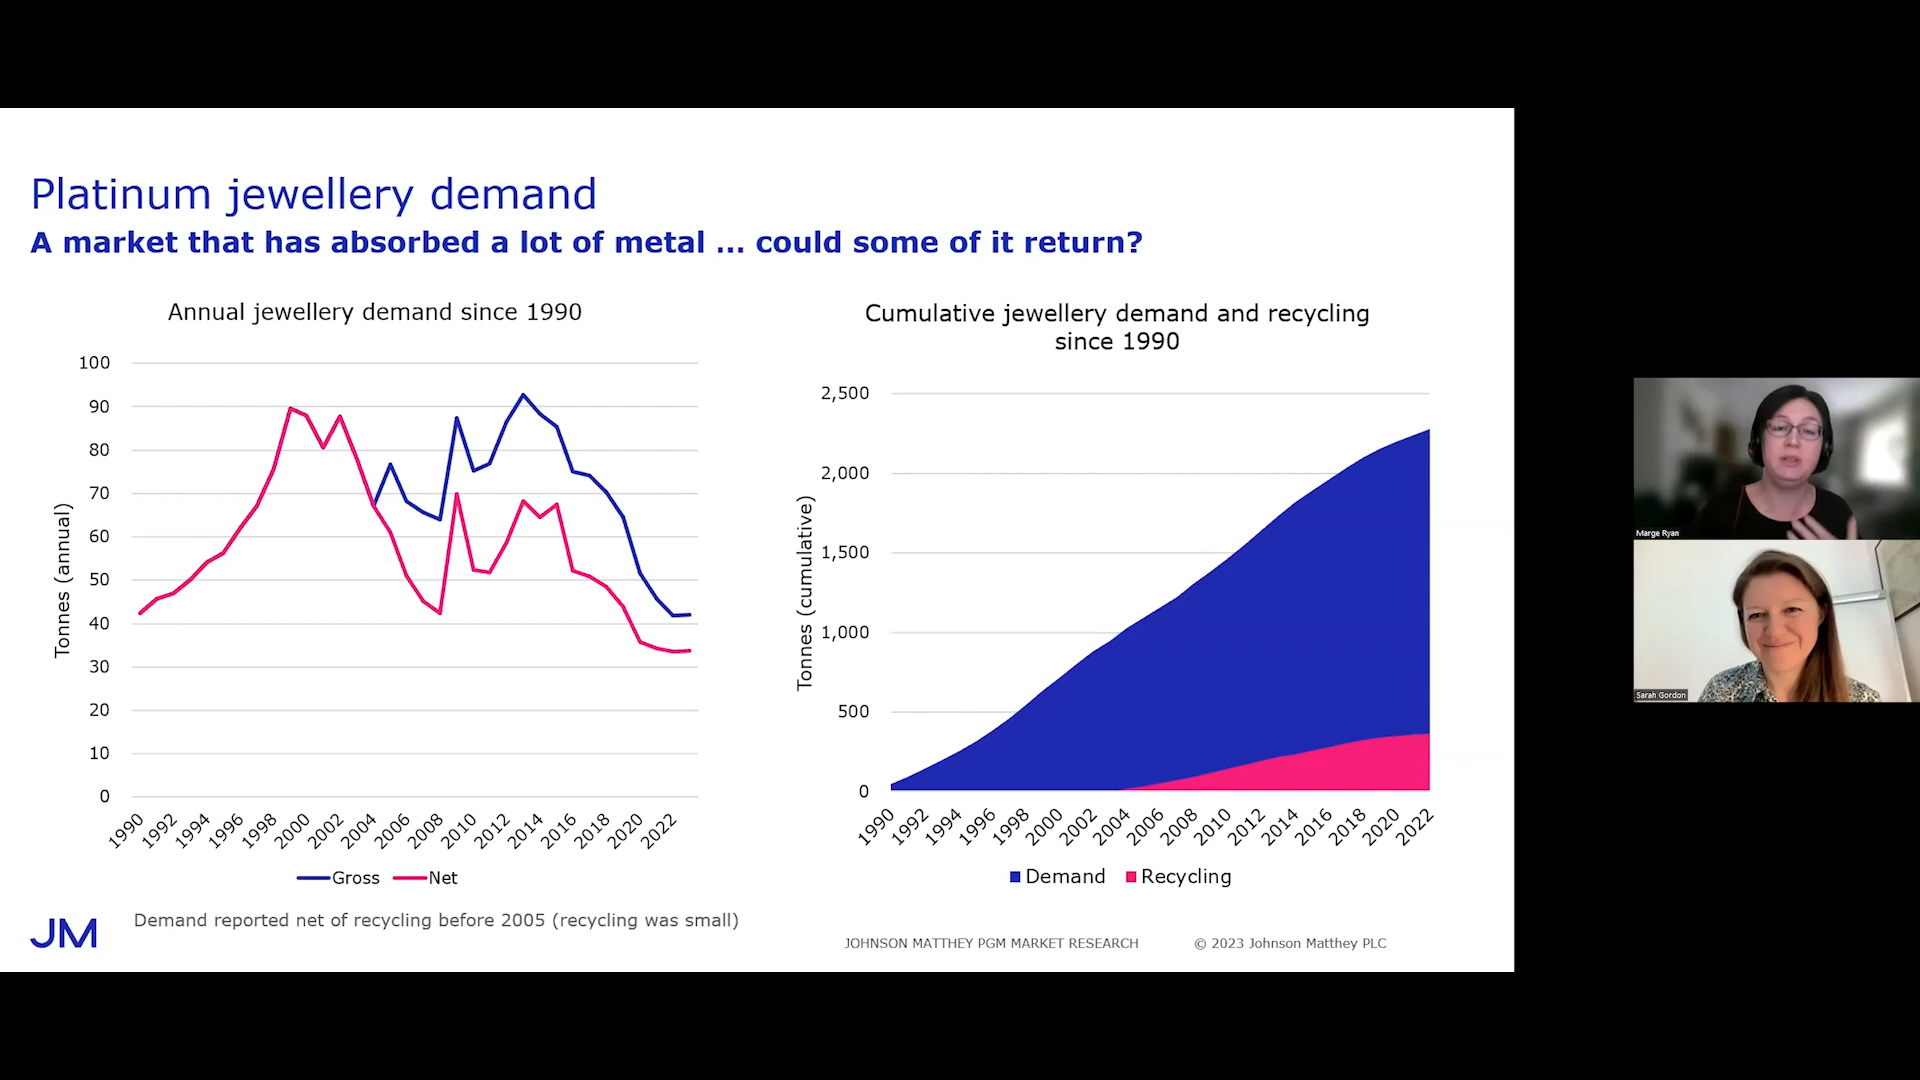 Platinum jewellery demand
A market that has absorbed a lot of metal ... could some of it return?
Annual jewellery demand since 1990
Tonnes (annual)
100
90
80
70
60
50
40
30
20
10
0
1990 1992 1994 1996 1998 2000 2002 2004 2006 2008 2010 2012 2014 2016 2018 2020 2022
Gross Net
Cumulative jewellery demand and recycling
since 1990
Tonnes (cumulative)
2,500
2,000
1,500
1,000
500
0
1990 1992 1994 1996 1998 2000 2002 2004 2006 2008 2010 2012 2014 2016 2018 2020 2022
Demand Recycling
JM
Demand reported net of recycling before 2005 (recycling was small)
JOHNSON MATTHEY PGM MARKET RESEARCH
© 2023 Johnson Matthey PLC
Marge Ryan
Sarah Gordon